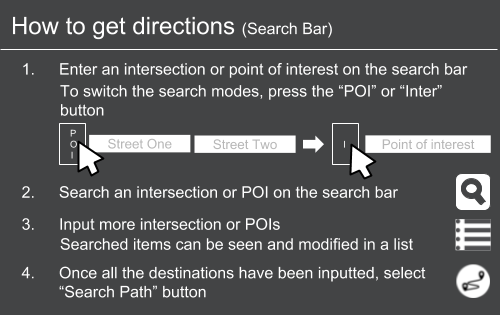 How to get directions (Search Bar)
1. Enter an intersection or point of interest on the search bar
To switch the search modes, press the “POI” or “Inter”
button
P
O
I
Street One
Street Two
I
Point of interest
2. Search an intersection or POI on the search bar
3. Input more intersection or POIs
Searched items can be seen and modified in a list
4. Once all the destinations have been inputted, select
“Search Path” button